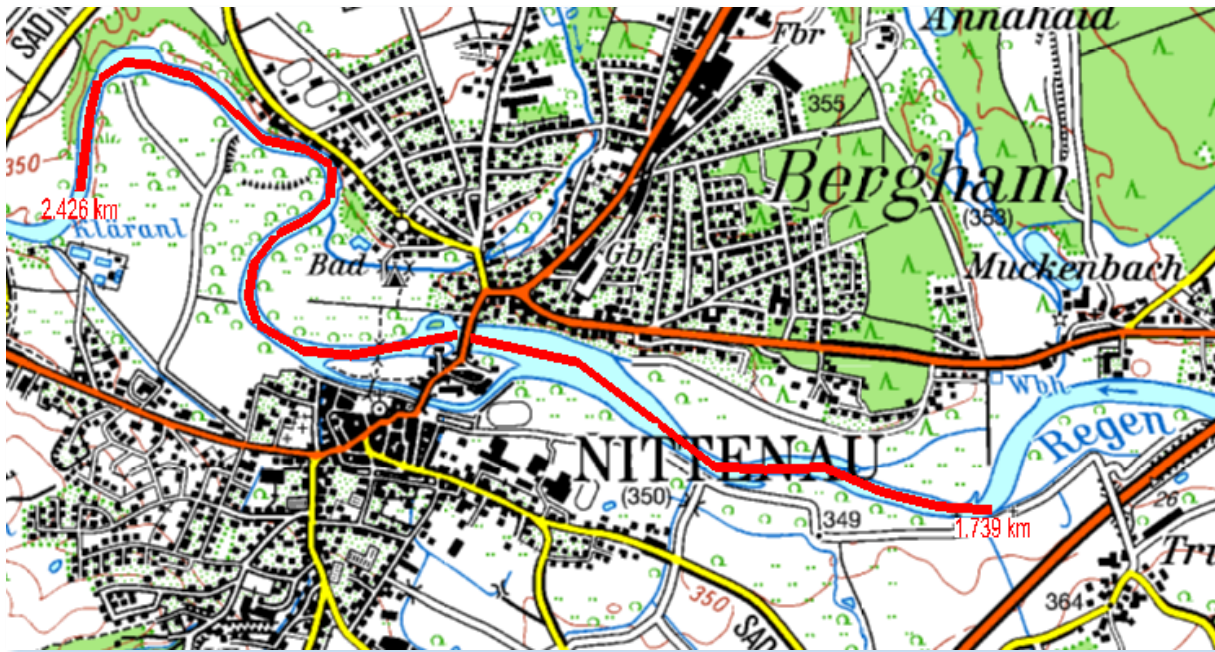 SAD
Annahaid
Fbr
355
350
Bergham
(353)
2.426 km
Kläranl
Bad
Gbf
Muckenbach
Wbh.
Regen
NITTENAU
(350)
349
26
1.739 km
350
364
SAD